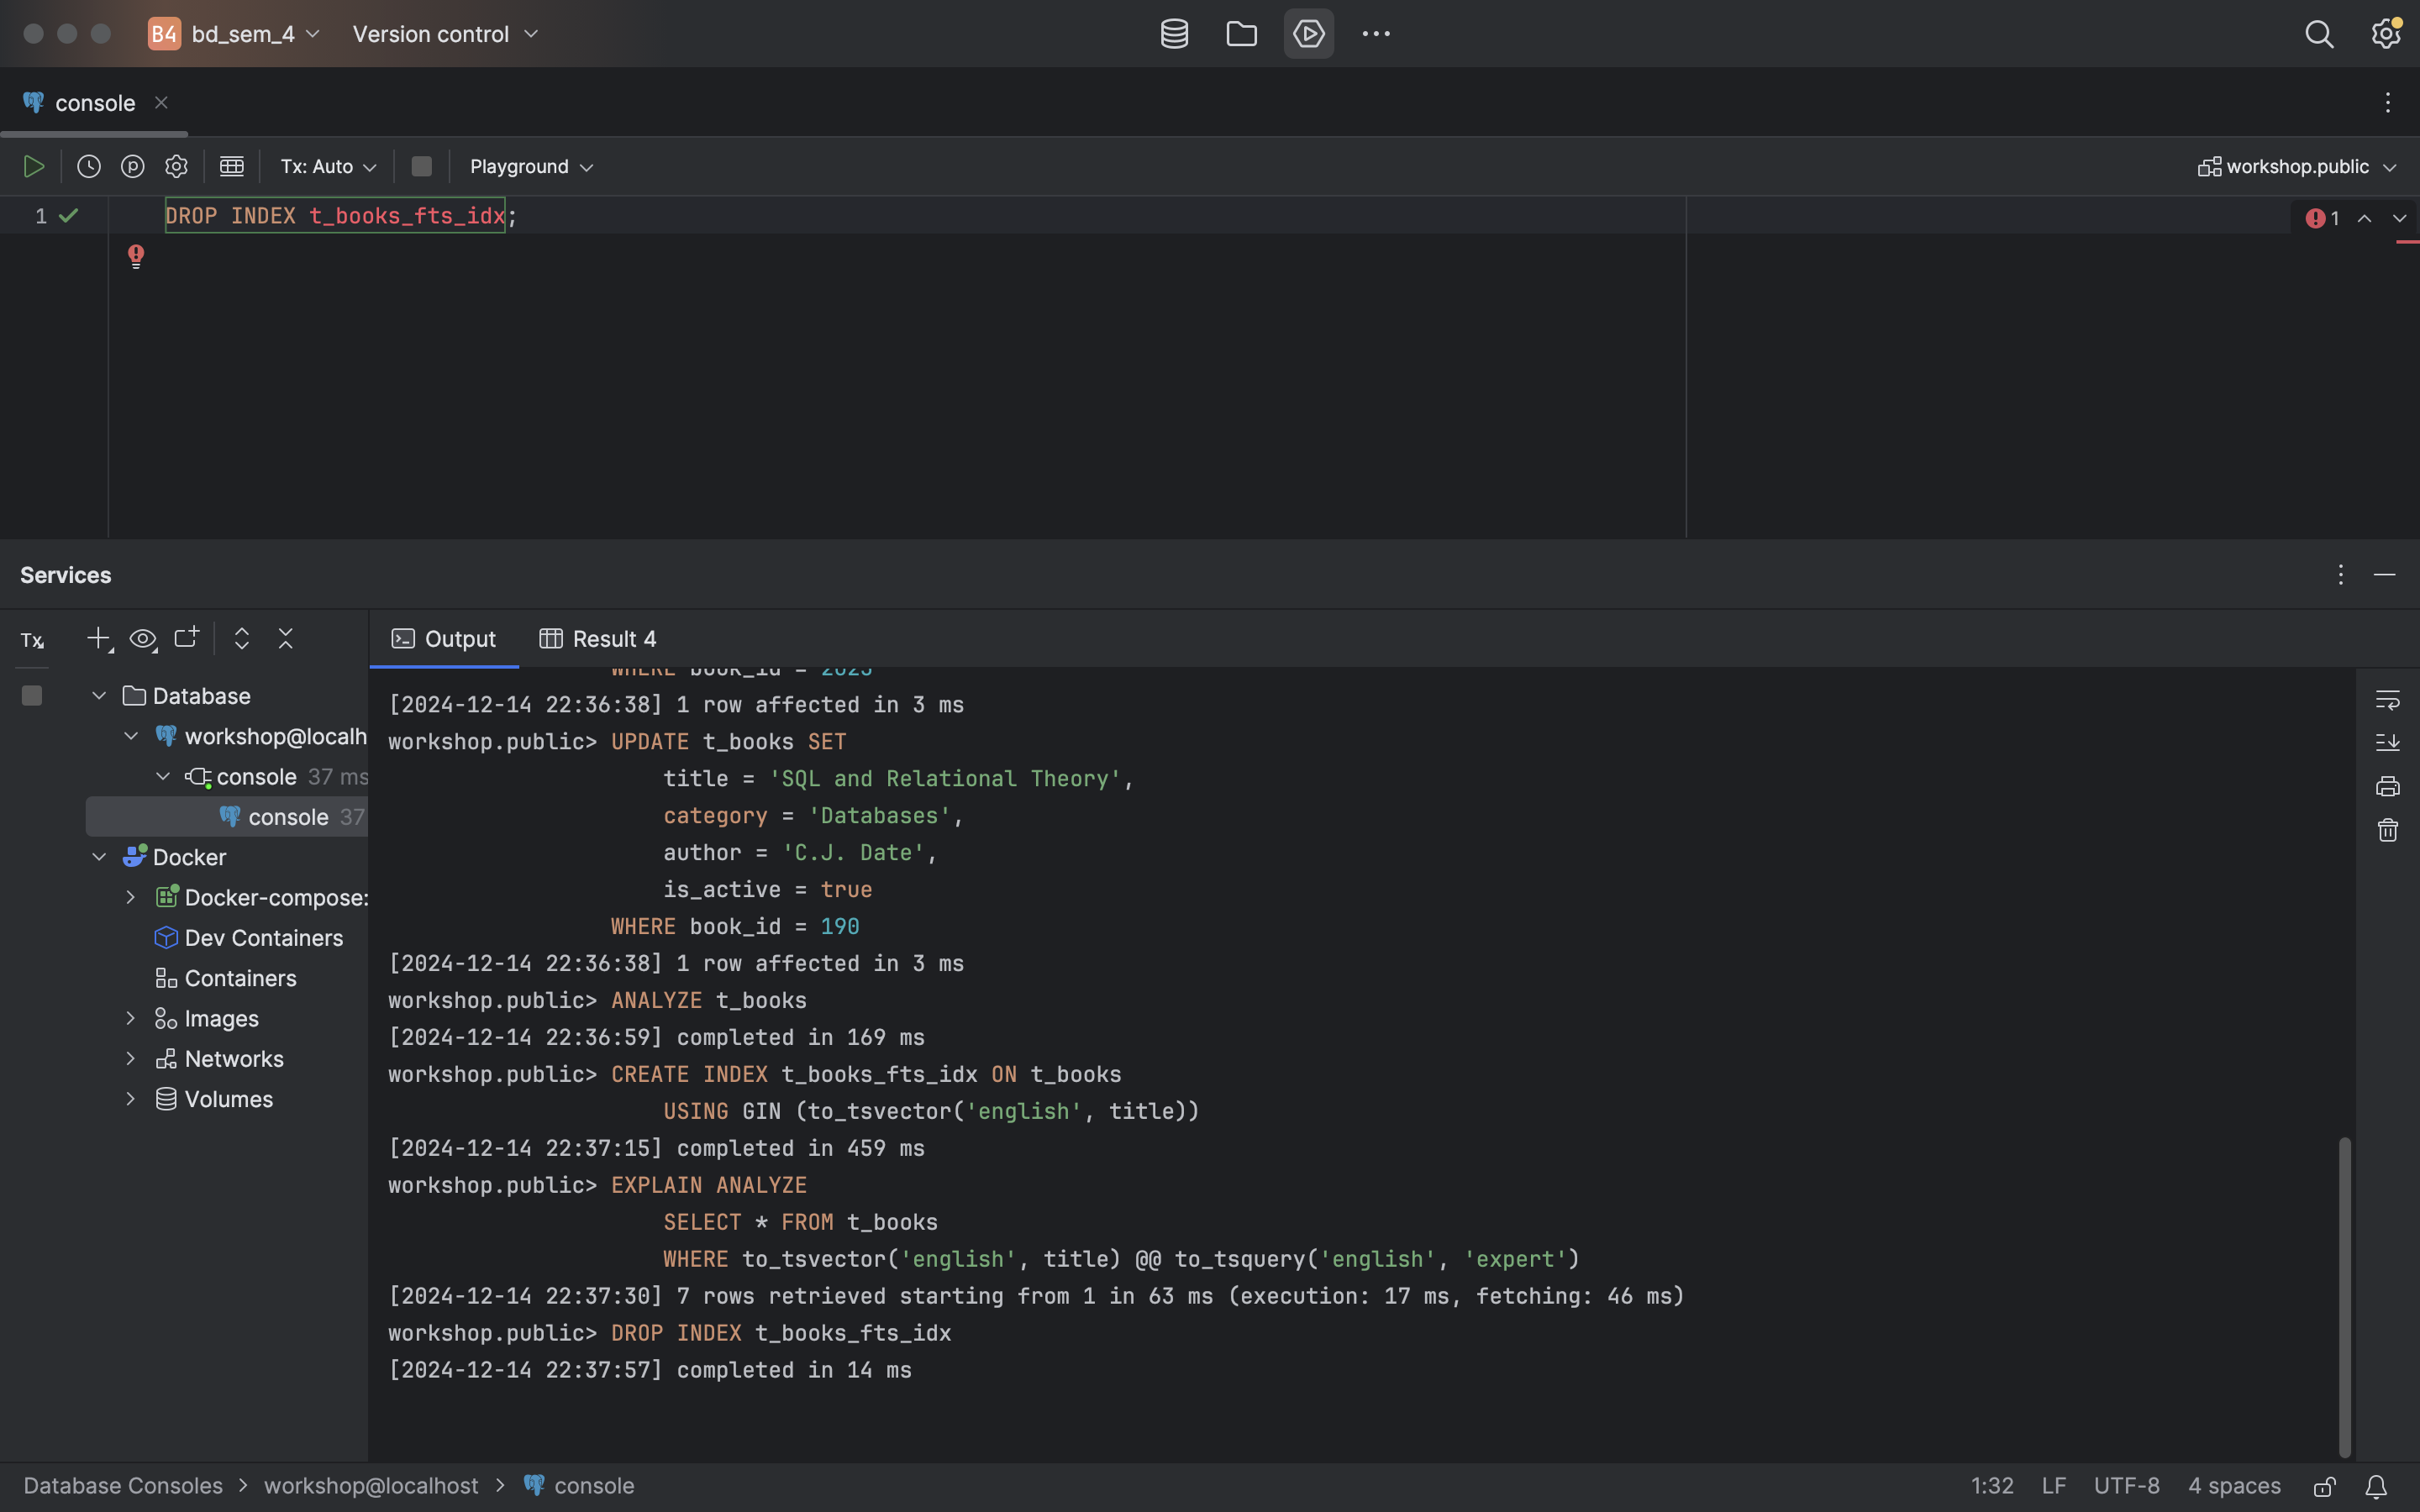 B4 bd_sem_4 Version control
console
Tx: Auto Playground workshop.public
1 DROP INDEX t_books_fts_idx; 1
Services
Tx Output Result 4
Database
workshop@localh
console 37 ms
console 37
Docker
Docker-compose:
Dev Containers
Containers
Images
Networks
Volumes
WHERE book_id = 2025
[2024-12-14 22:36:38] 1 row affected in 3 ms
workshop.public> UPDATE t_books SET
title = 'SQL and Relational Theory',
category = 'Databases',
author = 'C.J. Date',
is_active = true
WHERE book_id = 190
[2024-12-14 22:36:38] 1 row affected in 3 ms
workshop.public> ANALYZE t_books
[2024-12-14 22:36:59] completed in 169 ms
workshop.public> CREATE INDEX t_books_fts_idx ON t_books
USING GIN (to_tsvector('english', title))
[2024-12-14 22:37:15] completed in 459 ms
workshop.public> EXPLAIN ANALYZE
SELECT * FROM t_books
WHERE to_tsvector('english', title) @@ to_tsquery('english', 'expert')
[2024-12-14 22:37:30] 7 rows retrieved starting from 1 in 63 ms (execution: 17 ms, fetching: 46 ms)
workshop.public> DROP INDEX t_books_fts_idx
[2024-12-14 22:37:57] completed in 14 ms
Database Consoles > workshop@localhost > console 1:32 LF UTF-8 4 spaces